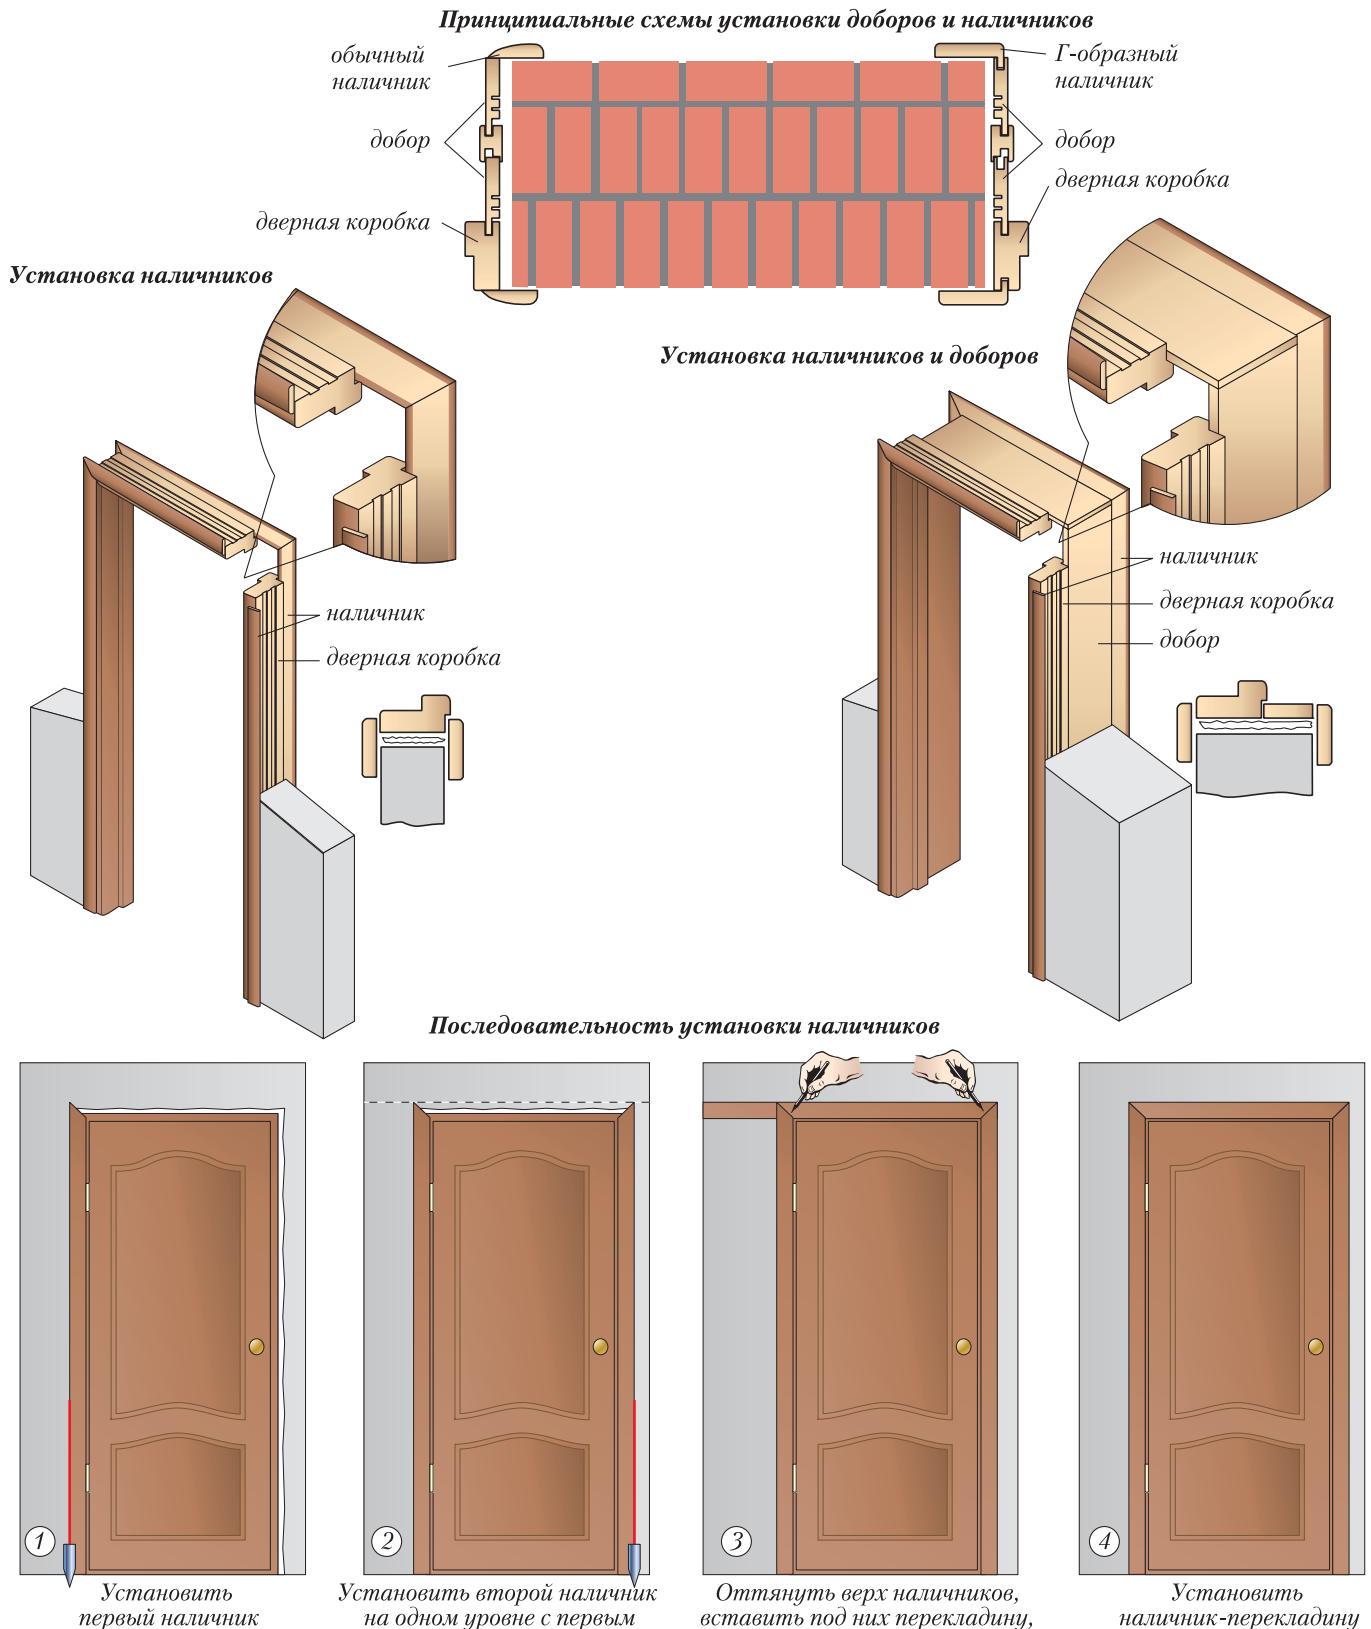 Принципиальные схемы установки доборов и наличников
обычный
наличник
добор
дверная коробка
Г-образный
наличник
добор
дверная коробка
Установка наличников
наличник
дверная коробка
Установка наличников и доборов
наличник
дверная коробка
добор
Последовательность установки наличников
1
Установить
первый наличник
2
Установить второй наличник
на одном уровне с первым
3
Оттянуть верх наличников,
вставить под них перекладину,
4
Установить
наличник-перекладину